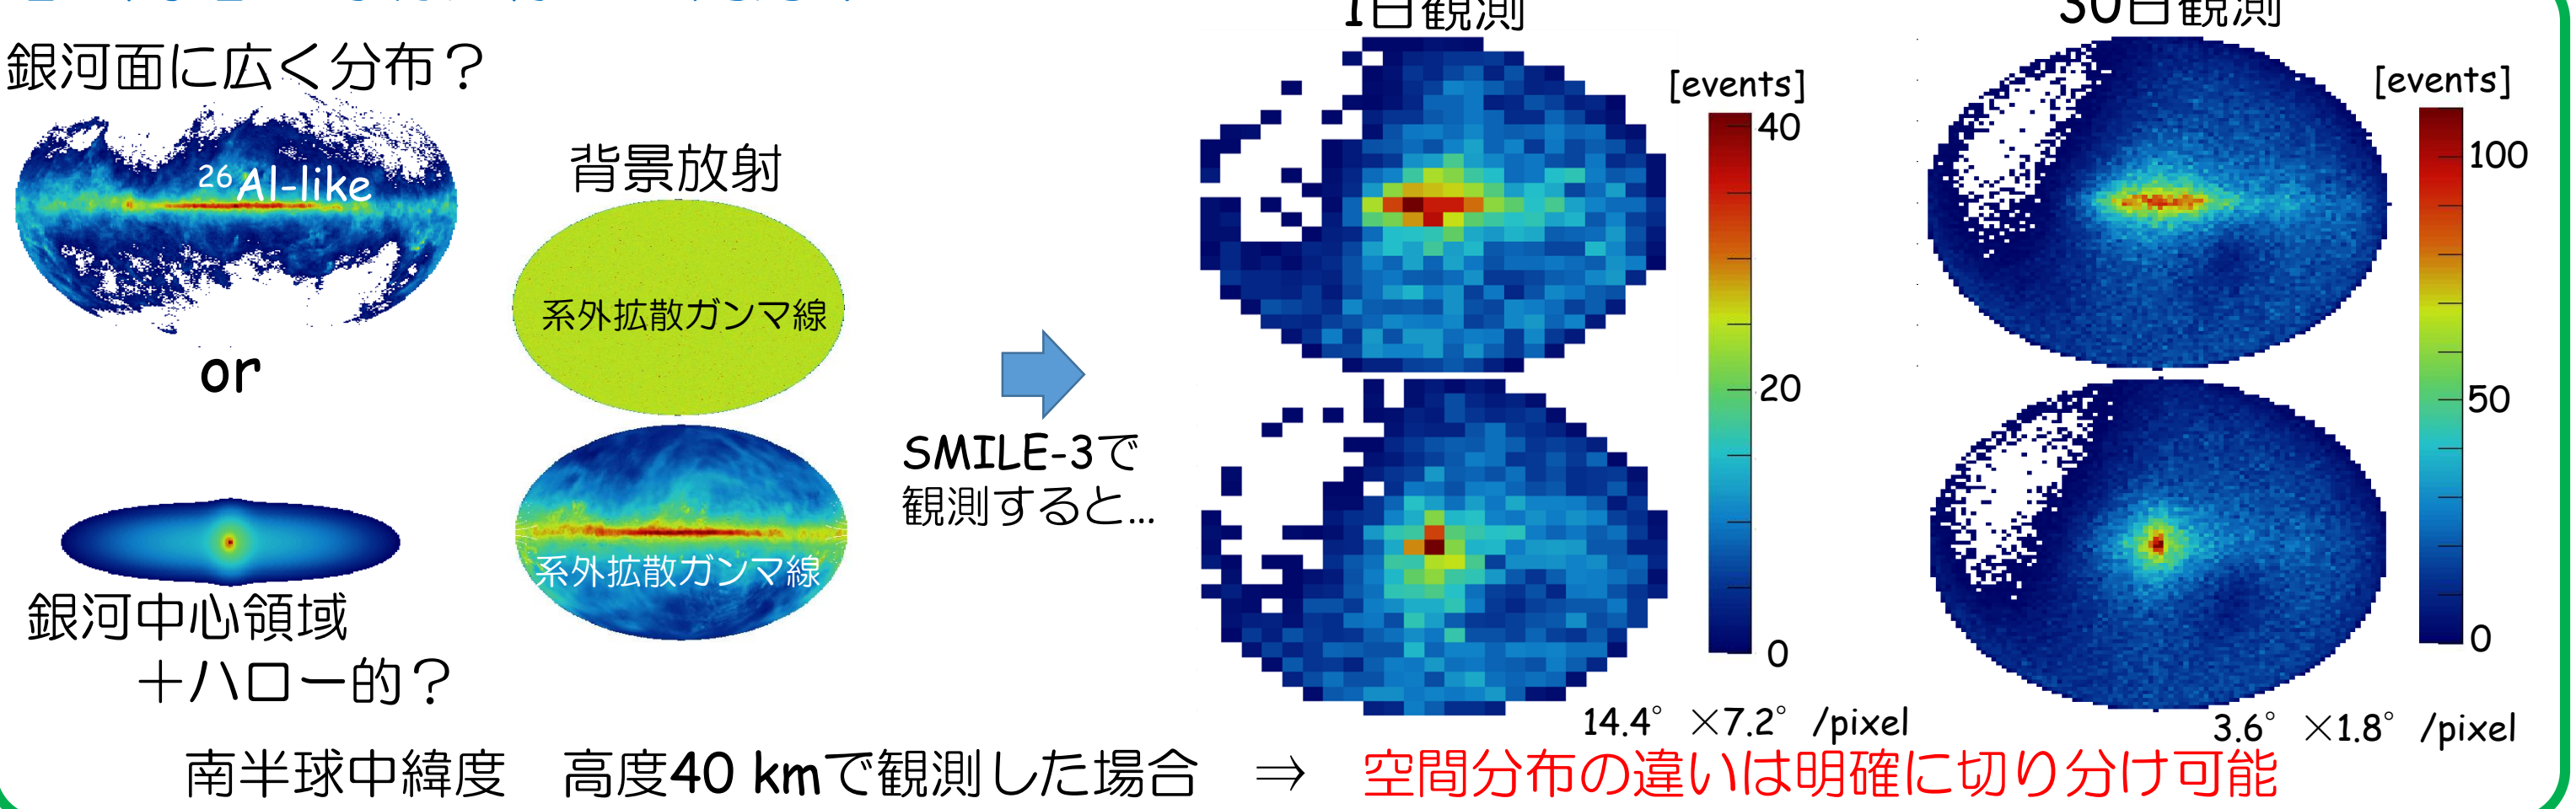 銀河面に広く分布？
²⁶Al-like
or
銀河中心領域
＋ハロー的？
背景放射
系外拡散ガンマ線
系外拡散ガンマ線
SMILE-3で
観測すると…
1日観測
[events]
40
20
0
14.4° ×7.2° /pixel
30日観測
[events]
100
50
0
3.6° ×1.8° /pixel
南半球中緯度　高度40 kmで観測した場合　⇒　空間分布の違いは明確に切り分け可能